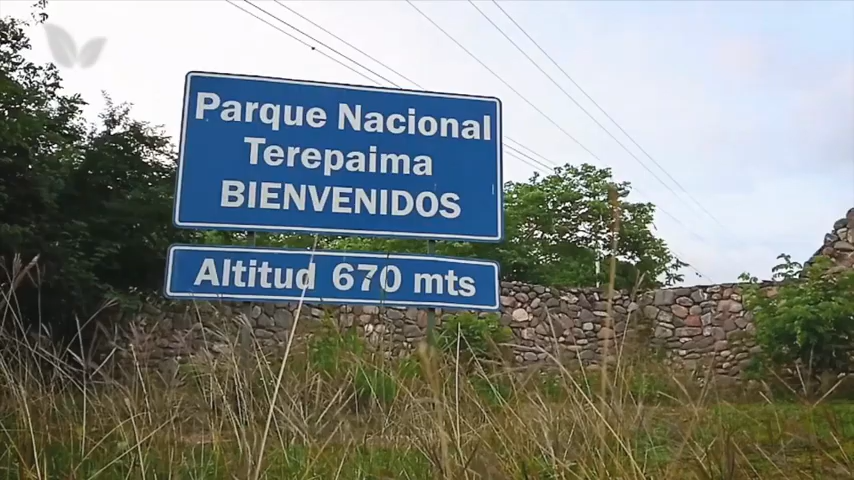 Parque Nacional
Terepaima
BIENVENIDOS
Altitud 670 mts